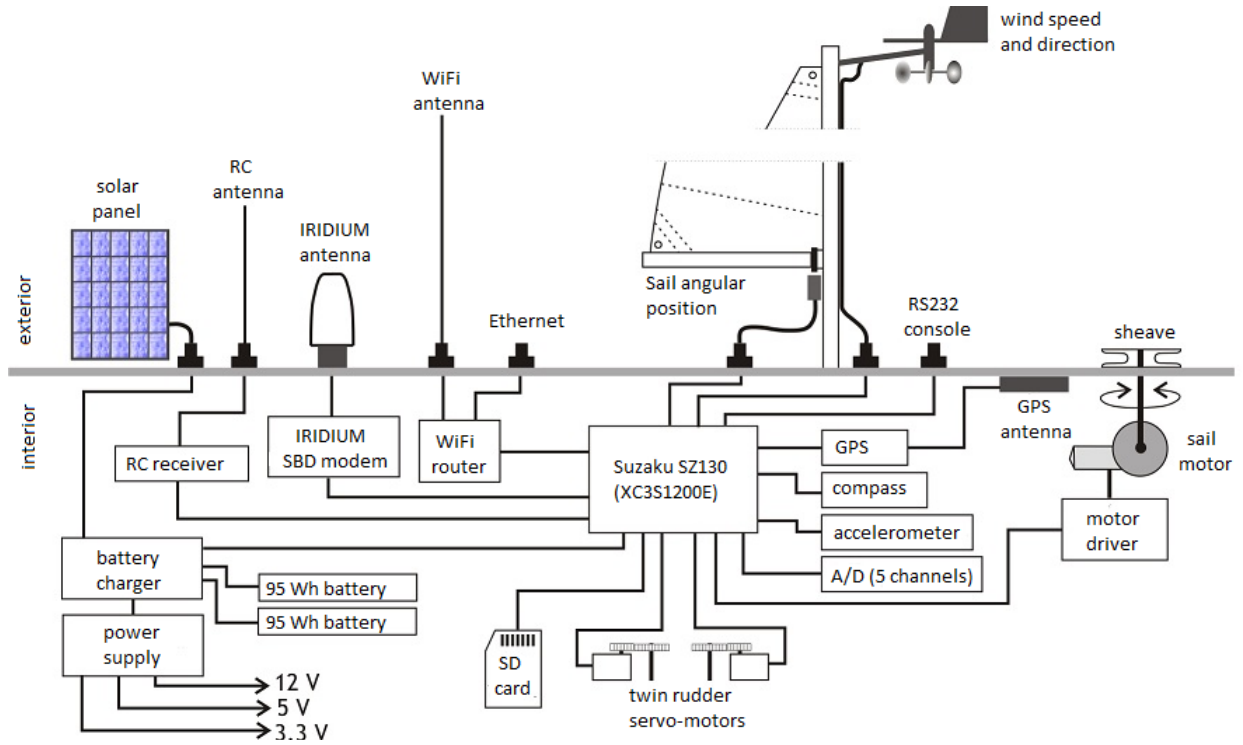 wind speed
and direction
WiFi
antenna
RC
antenna
solar
panel
IRIDIUM
antenna
Ethernet
Sail angular
position
RS232
console
sheave
exterior
interior
GPS
antenna
sail
motor
RC receiver
IRIDIUM
SBD modem
WiFi
router
Suzaku SZ130
(XC3S1200E)
GPS
compass
accelerometer
A/D (5 channels)
motor
driver
battery
charger
95 Wh battery
95 Wh battery
power
supply
12 V
5 V
3.3 V
SD
card
twin rudder
servo-motors